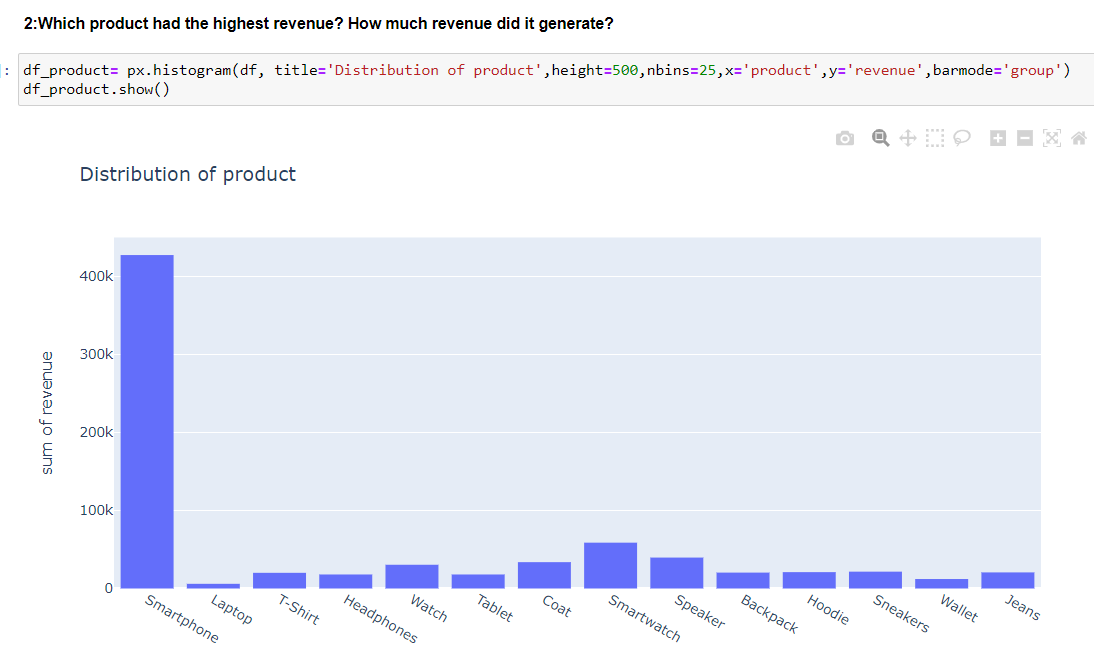 2:Which product had the highest revenue? How much revenue did it generate?
: df_product= px.histogram(df, title='Distribution of product',height=500,nbins=25,x='product',y='revenue',barmode='group')
df_product.show()
Distribution of product
sum of revenue
400k
300k
200k
100k
0
Smartphone
Laptop
T-Shirt
Headphones
Watch
Tablet
Coat
Smartwatch
Speaker
Backpack
Hoodie
Sneakers
Wallet
Jeans